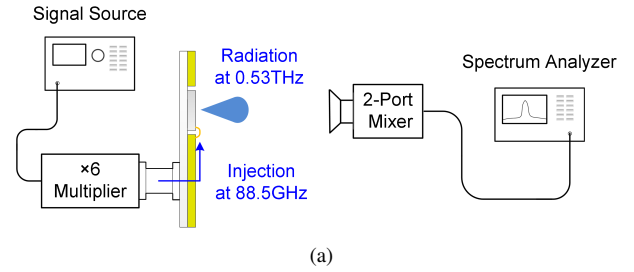 Signal Source
Radiation
at 0.53THz
Spectrum Analyzer
2-Port
Mixer
×6
Multiplier
Injection
at 88.5GHz
(a)